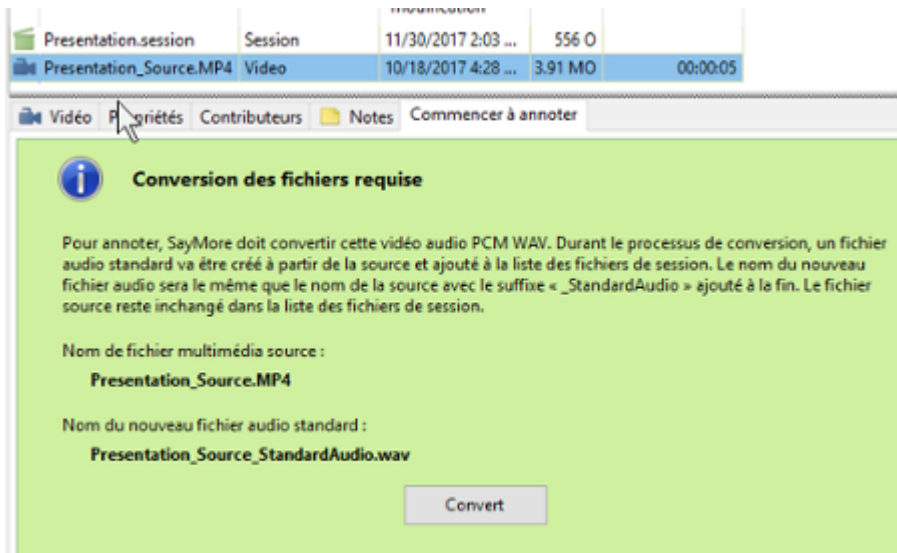 Presentation.session Session 11/30/2017 2:03 ... 556 O
Presentation_Source.MP4 Video 10/18/2017 4:28 ... 3.91 MO 00:00:05
Vidéo Contributeurs Notes Commencer à annoter
Conversion des fichiers requise
Pour annoter, SayMore doit convertir cette vidéo audio PCM WAV. Durant le processus de conversion, un fichier
audio standard va être créé à partir de la source et ajouté à la liste des fichiers de session. Le nom du nouveau
fichier audio sera le même que le nom de la source avec le suffixe « _StandardAudio » ajouté à la fin. Le fichier
source reste inchangé dans la liste des fichiers de session.
Nom de fichier multimédia source :
Presentation_Source.MP4
Nom du nouveau fichier audio standard :
Presentation_Source_StandardAudio.wav
Convert